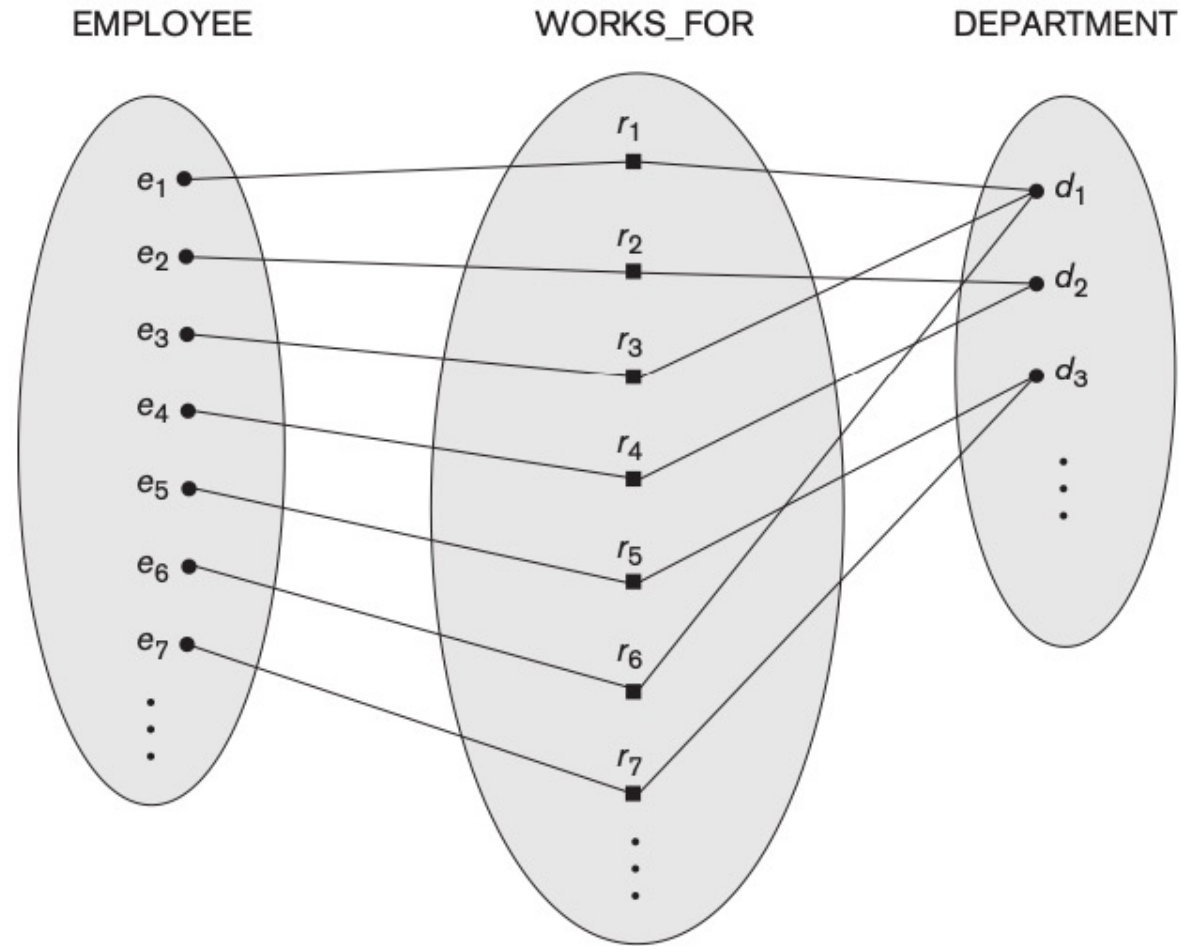 EMPLOYEE WORKS_FOR DEPARTMENT
e₁
e₂
e₃
e₄
e₅
e₆
e₇
r₁
r₂
r₃
r₄
r₅
r₆
r₇
d₁
d₂
d₃